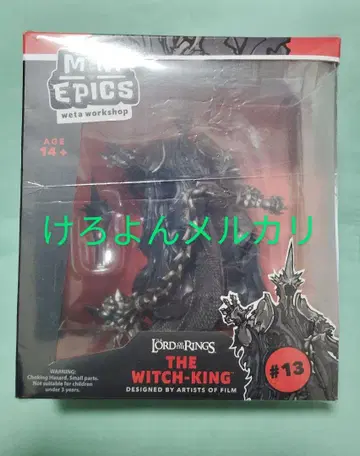 MINI
EPICS
weta workshop
AGE
14+
けろよんメルカリ
THE
LORD OF THE RINGS
THE
WITCH-KING™
DESIGNED BY ARTISTS OF FILM
#13
WARNING:
Choking Hazard. Small parts.
Not suitable for children
under 3 years.